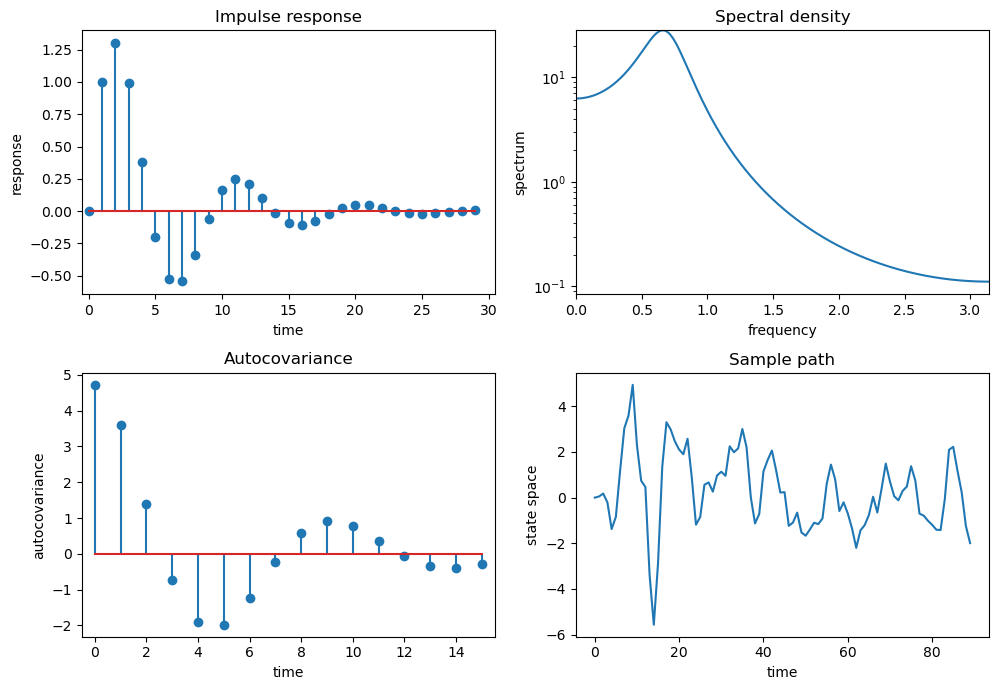 Impulse response
1.25
1.00
0.75
0.50
0.25
0.00
−0.25
−0.50
response
0 5 10 15 20 25 30
time
Spectral density
10¹
10⁰
10⁻¹
spectrum
0.0 0.5 1.0 1.5 2.0 2.5 3.0
frequency
Autocovariance
5
4
3
2
1
0
−1
−2
autocovariance
0 2 4 6 8 10 12 14
time
Sample path
4
2
0
−2
−4
−6
state space
0 20 40 60 80
time